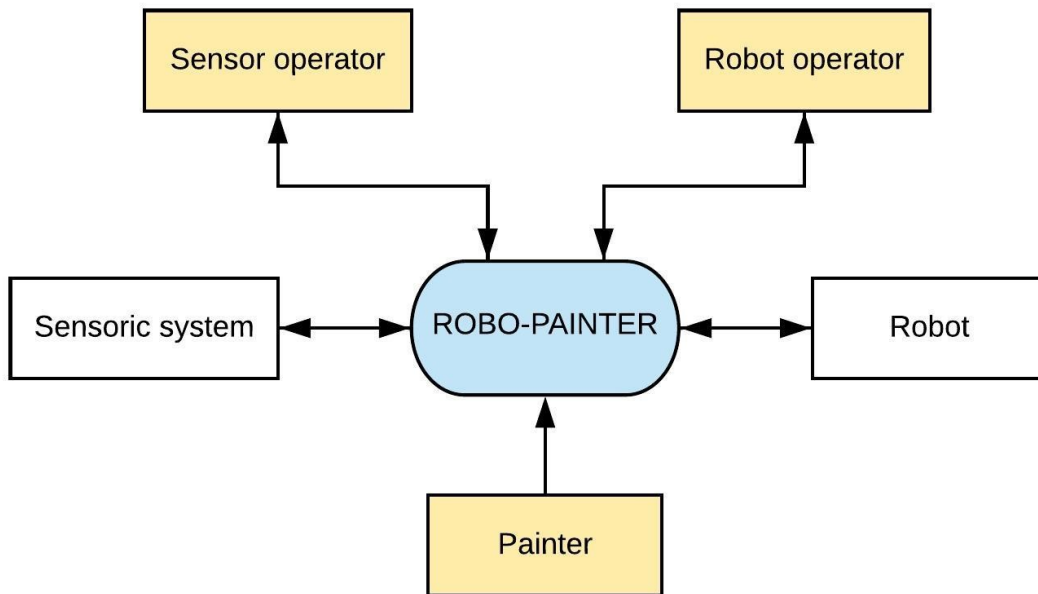 Sensor operator
Robot operator
Sensoric system
ROBO-PAINTER
Robot
Painter